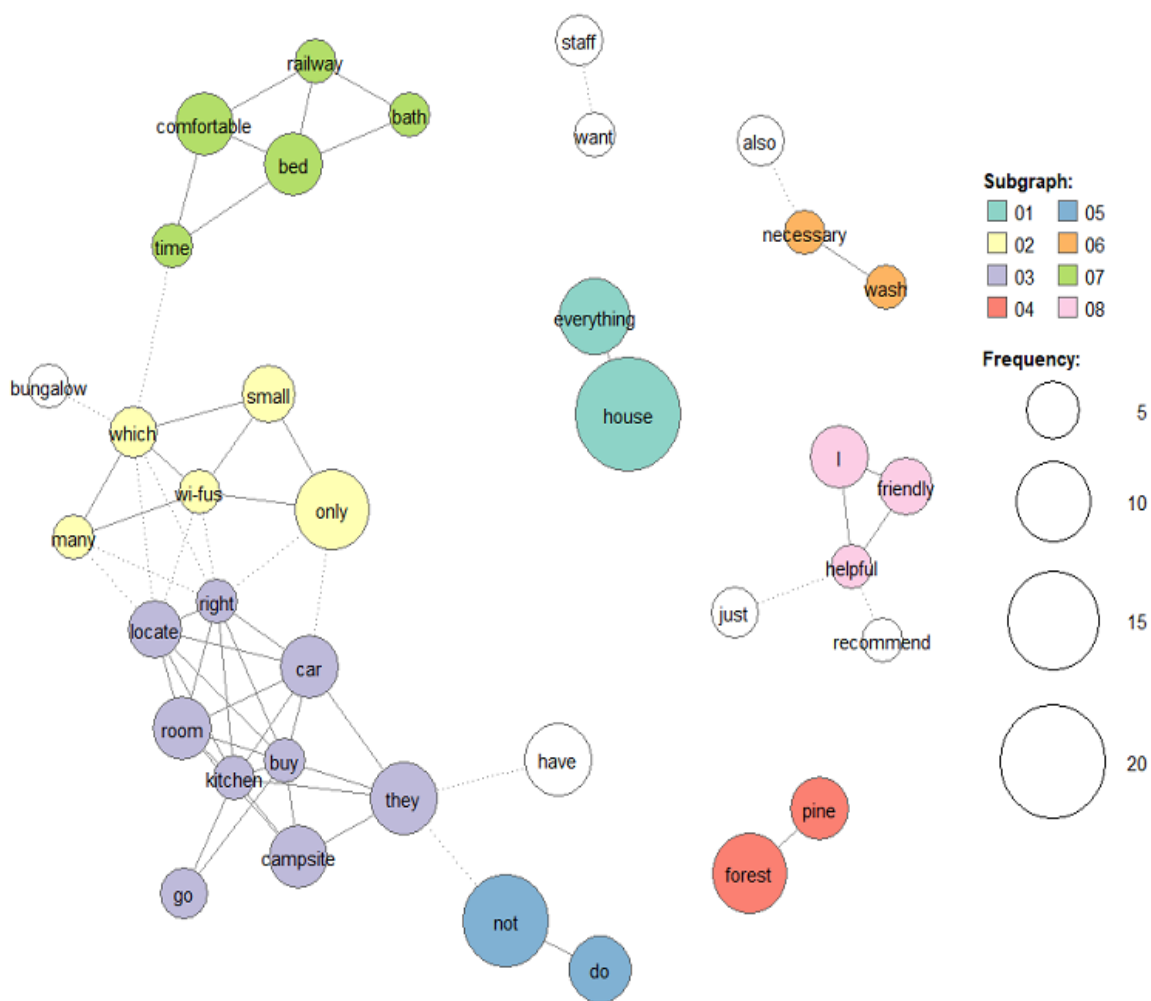 staff
railway
bath
comfortable
want
also
bed
Subgraph:
01 05
necessary
02 06
time
03 07
wash
04 08
everything
Frequency:
bungalow
small
5
house
which
I
friendly
wi-fus
10
only
many
helpful
right
just
15
locate
recommend
car
room
have
buy
20
kitchen
they
pine
campsite
forest
go
not
do